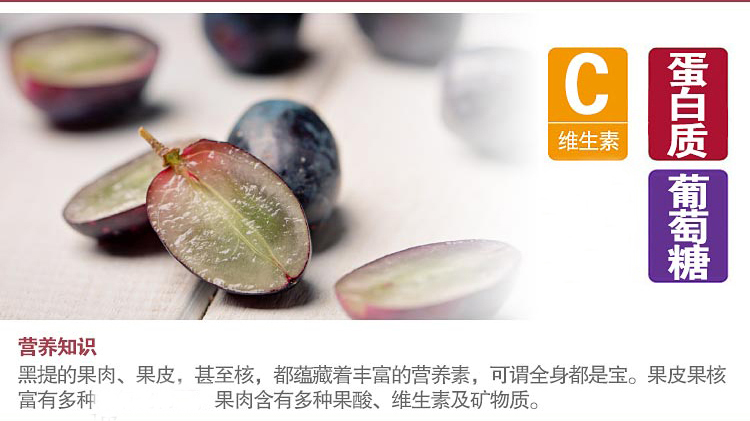 C
维生素
蛋白质
葡萄糖
营养知识
黑提的果肉、果皮，甚至核，都蕴藏着丰富的营养素，可谓全身都是宝。果皮果核
富有多种 果肉含有多种果酸、维生素及矿物质。